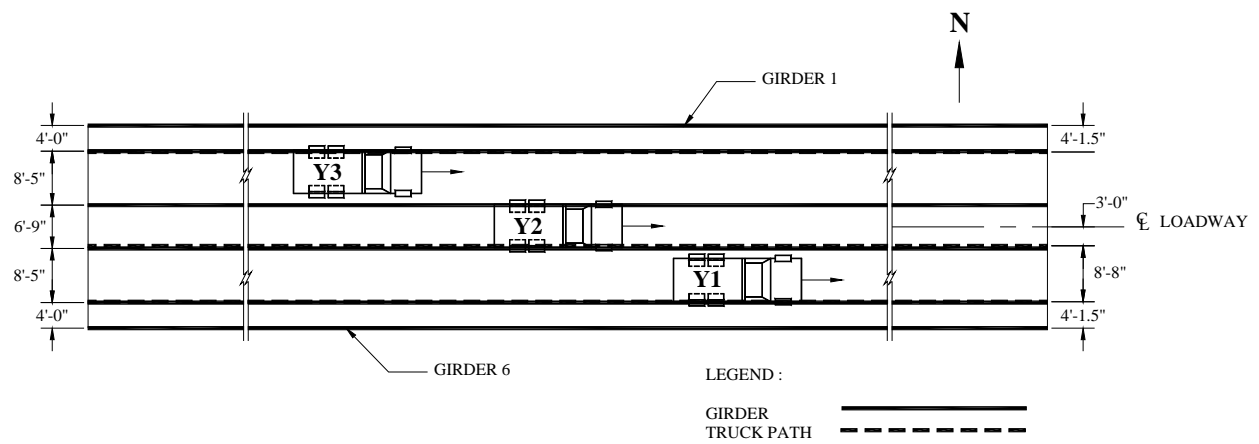 N
GIRDER 1
4'-0"
4'-1.5"
Y3
8'-5"
3'-0"
6'-9"
Y2
℄ LOADWAY
8'-5"
Y1
8'-8"
4'-0"
4'-1.5"
GIRDER 6
LEGEND :
GIRDER
TRUCK PATH